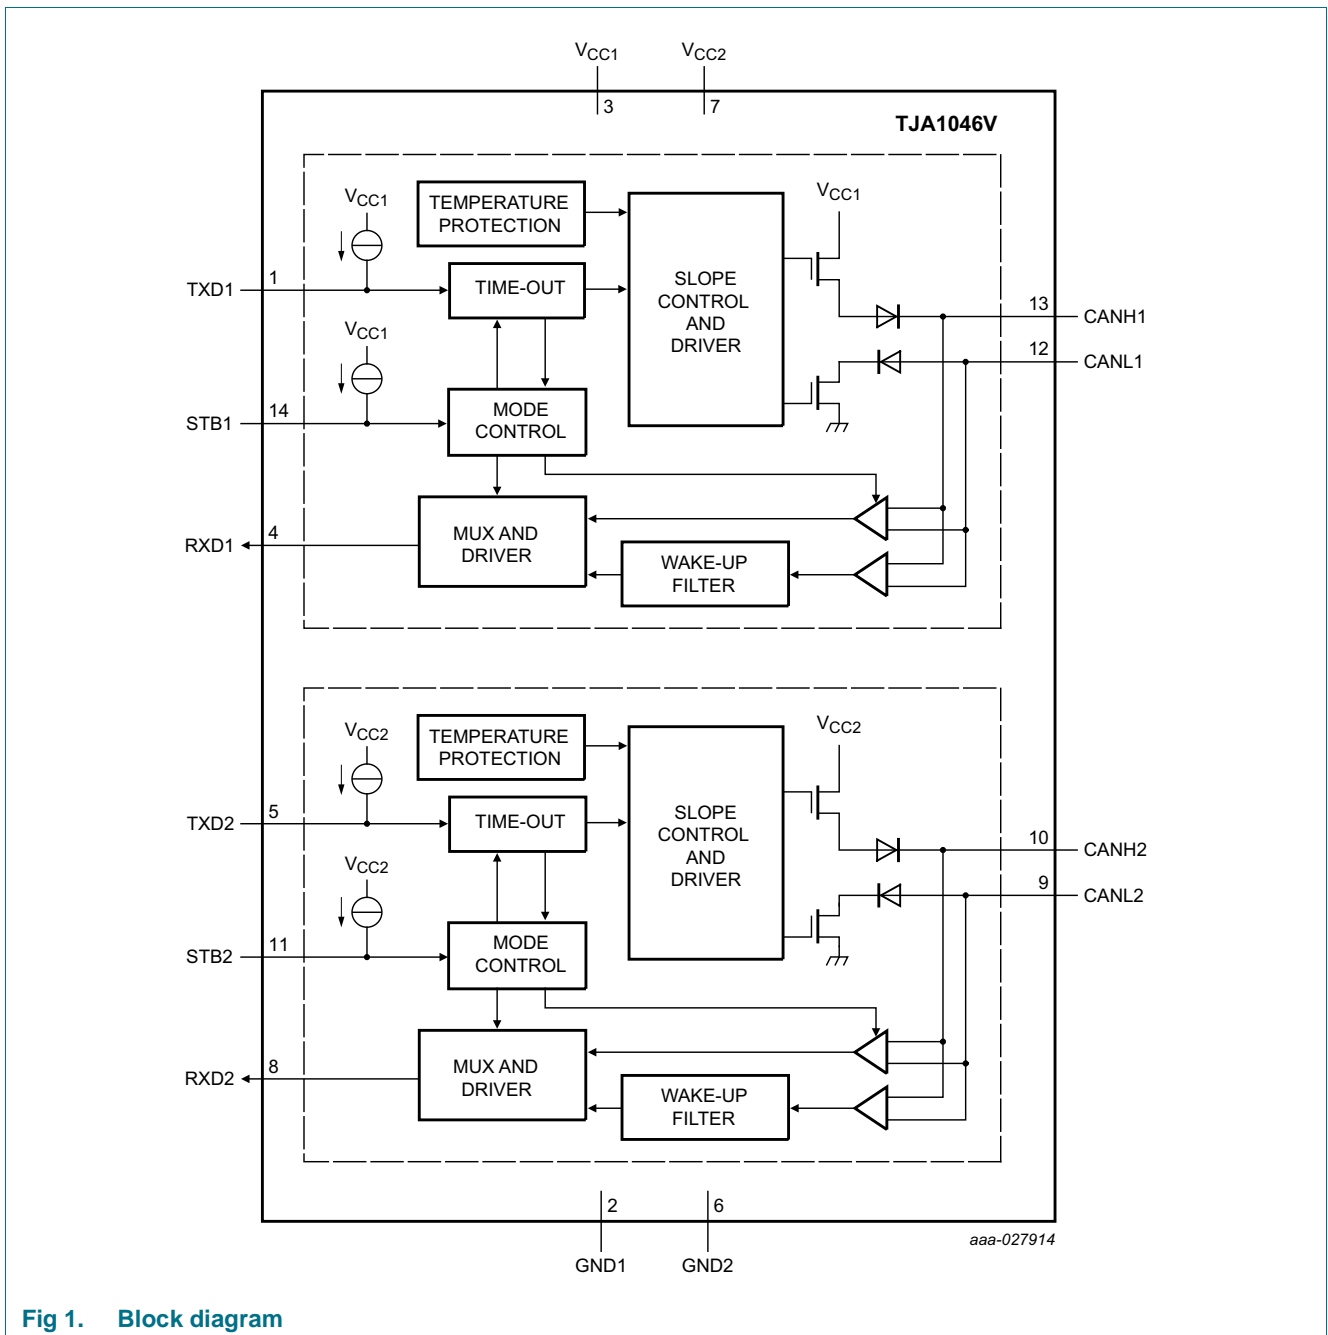 VCC1 VCC2
3 7
TJA1046V
VCC1
TEMPERATURE
PROTECTION
VCC1
TXD1 1
TIME-OUT
SLOPE
CONTROL
AND
DRIVER
13 CANH1
VCC1
12 CANL1
STB1 14
MODE
CONTROL
RXD1 4
MUX AND
DRIVER
WAKE-UP
FILTER
VCC2
TEMPERATURE
PROTECTION
VCC2
TXD2 5
TIME-OUT
SLOPE
CONTROL
AND
DRIVER
10 CANH2
VCC2
9 CANL2
STB2 11
MODE
CONTROL
RXD2 8
MUX AND
DRIVER
WAKE-UP
FILTER
2 6
GND1 GND2
aaa-027914
Fig 1. Block diagram